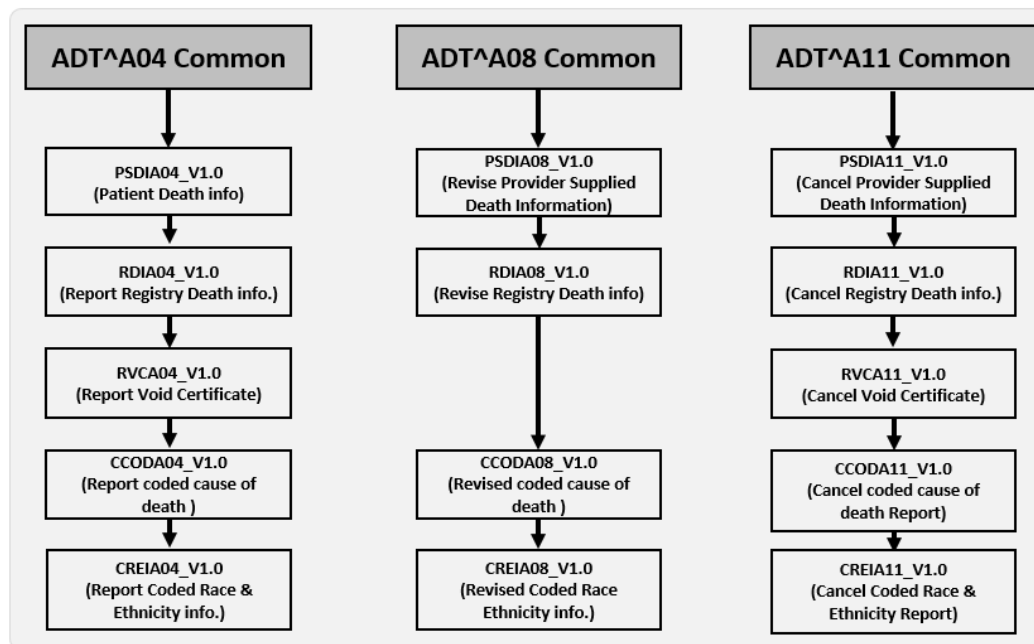 ADT^A04 Common
PSDIA04_V1.0
(Patient Death info)
RDIA04_V1.0
(Report Registry Death info.)
RVCA04_V1.0
(Report Void Certificate)
CCODA04_V1.0
(Report coded cause of
death )
CREIA04_V1.0
(Report Coded Race &
Ethnicity info.)
ADT^A08 Common
PSDIA08_V1.0
(Revise Provider Supplied
Death Information)
RDIA08_V1.0
(Revise Registry Death info)
CCODA08_V1.0
(Revised coded cause of
death )
CREIA08_V1.0
(Revised Coded Race
Ethnicity info.)
ADT^A11 Common
PSDIA11_V1.0
(Cancel Provider Supplied
Death Information)
RDIA11_V1.0
(Cancel Registry Death info.)
RVCA11_V1.0
(Cancel Void Certificate)
CCODA11_V1.0
(Cancel coded cause of
death Report)
CREIA11_V1.0
(Cancel Coded Race &
Ethnicity Report)